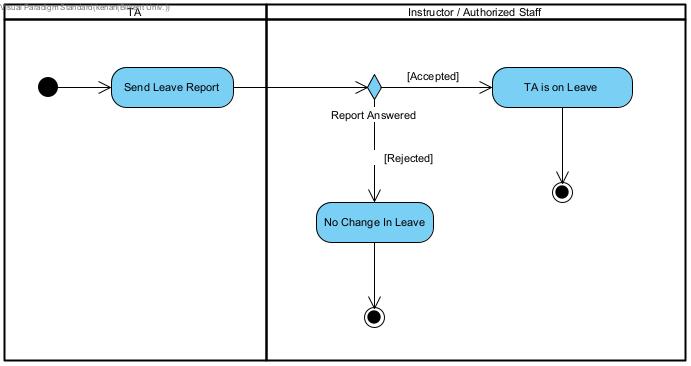 Visual Paradigm Standard(kenan(Bilkent Univ.))
TA
Instructor / Authorized Staff
Send Leave Report
[Accepted]
TA is on Leave
Report Answered
[Rejected]
No Change In Leave